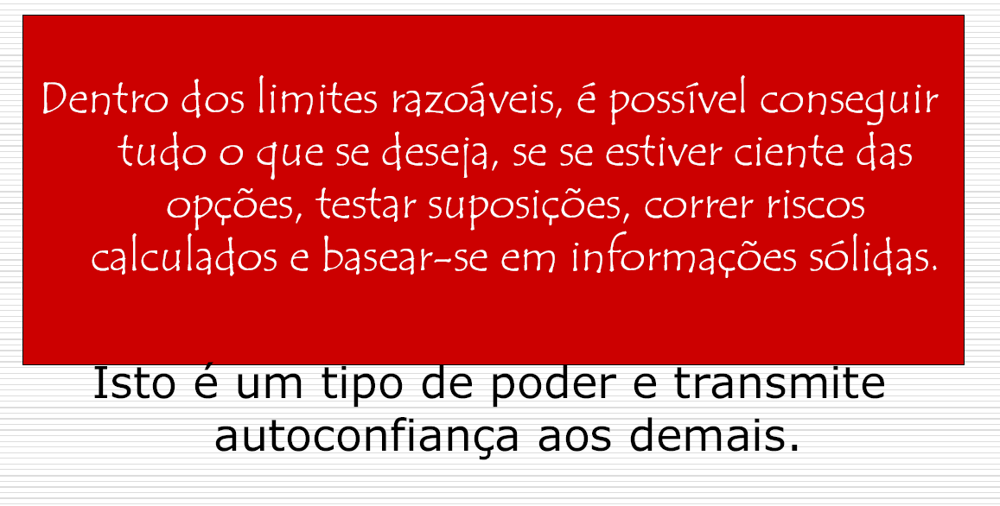 Dentro dos limites razoáveis, é possível conseguir
tudo o que se deseja, se se estiver ciente das
opções, testar suposições, correr riscos
calculados e basear-se em informações sólidas.
Isto é um tipo de poder e transmite
autoconfiança aos demais.